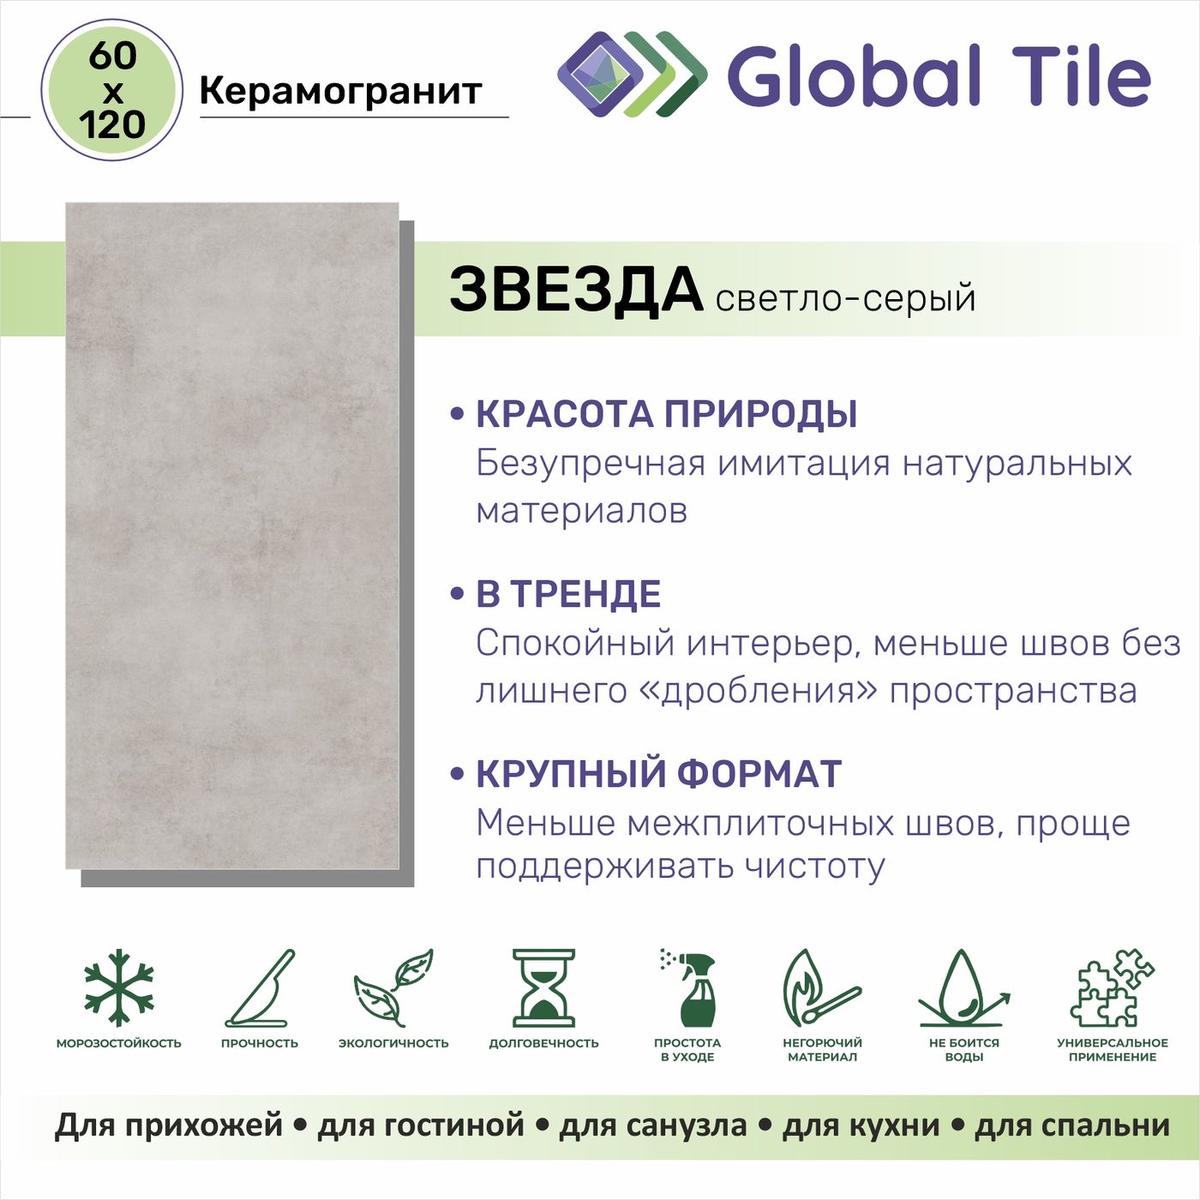 60
x
120
Керамогранит
Global Tile
ЗВЕЗДА светло-серый
• КРАСОТА ПРИРОДЫ
Безупречная имитация натуральных
материалов
• В ТРЕНДЕ
Спокойный интерьер, меньше швов без
лишнего «дробления» пространства
• КРУПНЫЙ ФОРМАТ
Меньше межплиточных швов, проще
поддерживать чистоту
МОРОЗОСТОЙКОСТЬ
ПРОЧНОСТЬ
ЭКОЛОГИЧНОСТЬ
ДОЛГОВЕЧНОСТЬ
ПРОСТОТА
В УХОДЕ
НЕГОРЮЧИЙ
МАТЕРИАЛ
НЕ БОИТСЯ
ВОДЫ
УНИВЕРСАЛЬНОЕ
ПРИМЕНЕНИЕ
Для прихожей • для гостиной • для санузла • для кухни • для спальни